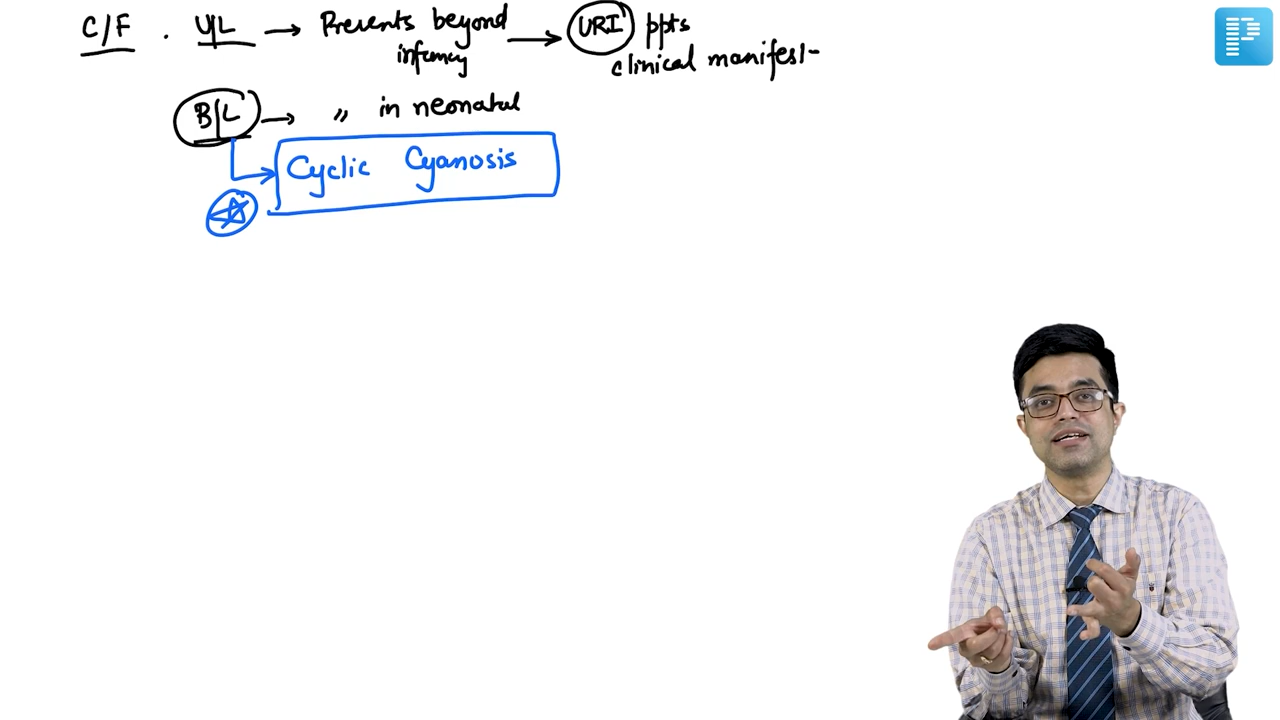 C/F . U/L → Presents beyond infancy → URI ppts clinical manifest-
B/L → " in neonatal
Cyclic Cyanosis
P